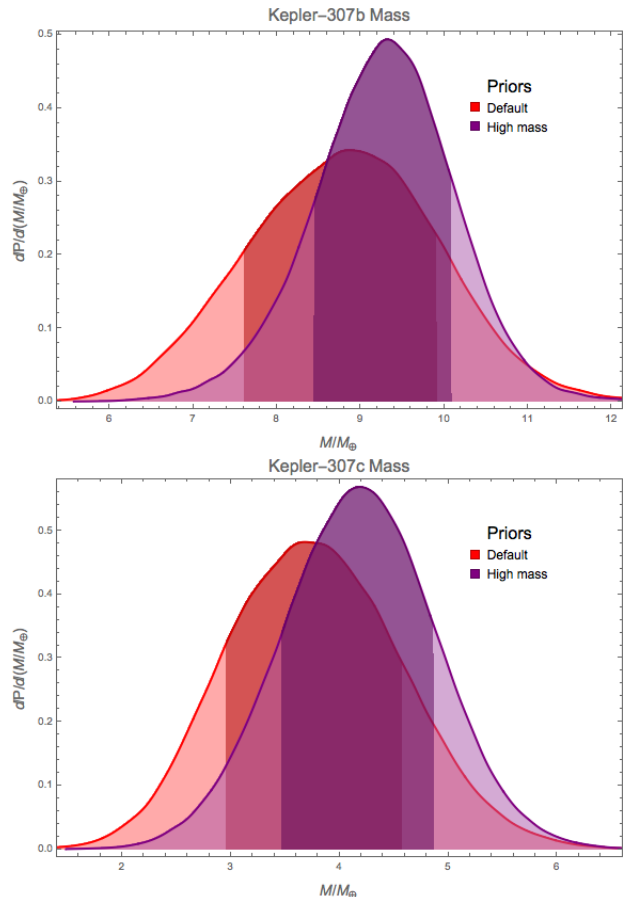 Kepler−307b Mass
0.5
0.4
0.3
0.2
0.1
0.0
dP/d(M/M⊕)
Priors
Default
High mass
6 7 8 9 10 11 12
M/M⊕
Kepler−307c Mass
0.5
0.4
0.3
0.2
0.1
0.0
dP/d(M/M⊕)
Priors
Default
High mass
2 3 4 5 6
M/M⊕